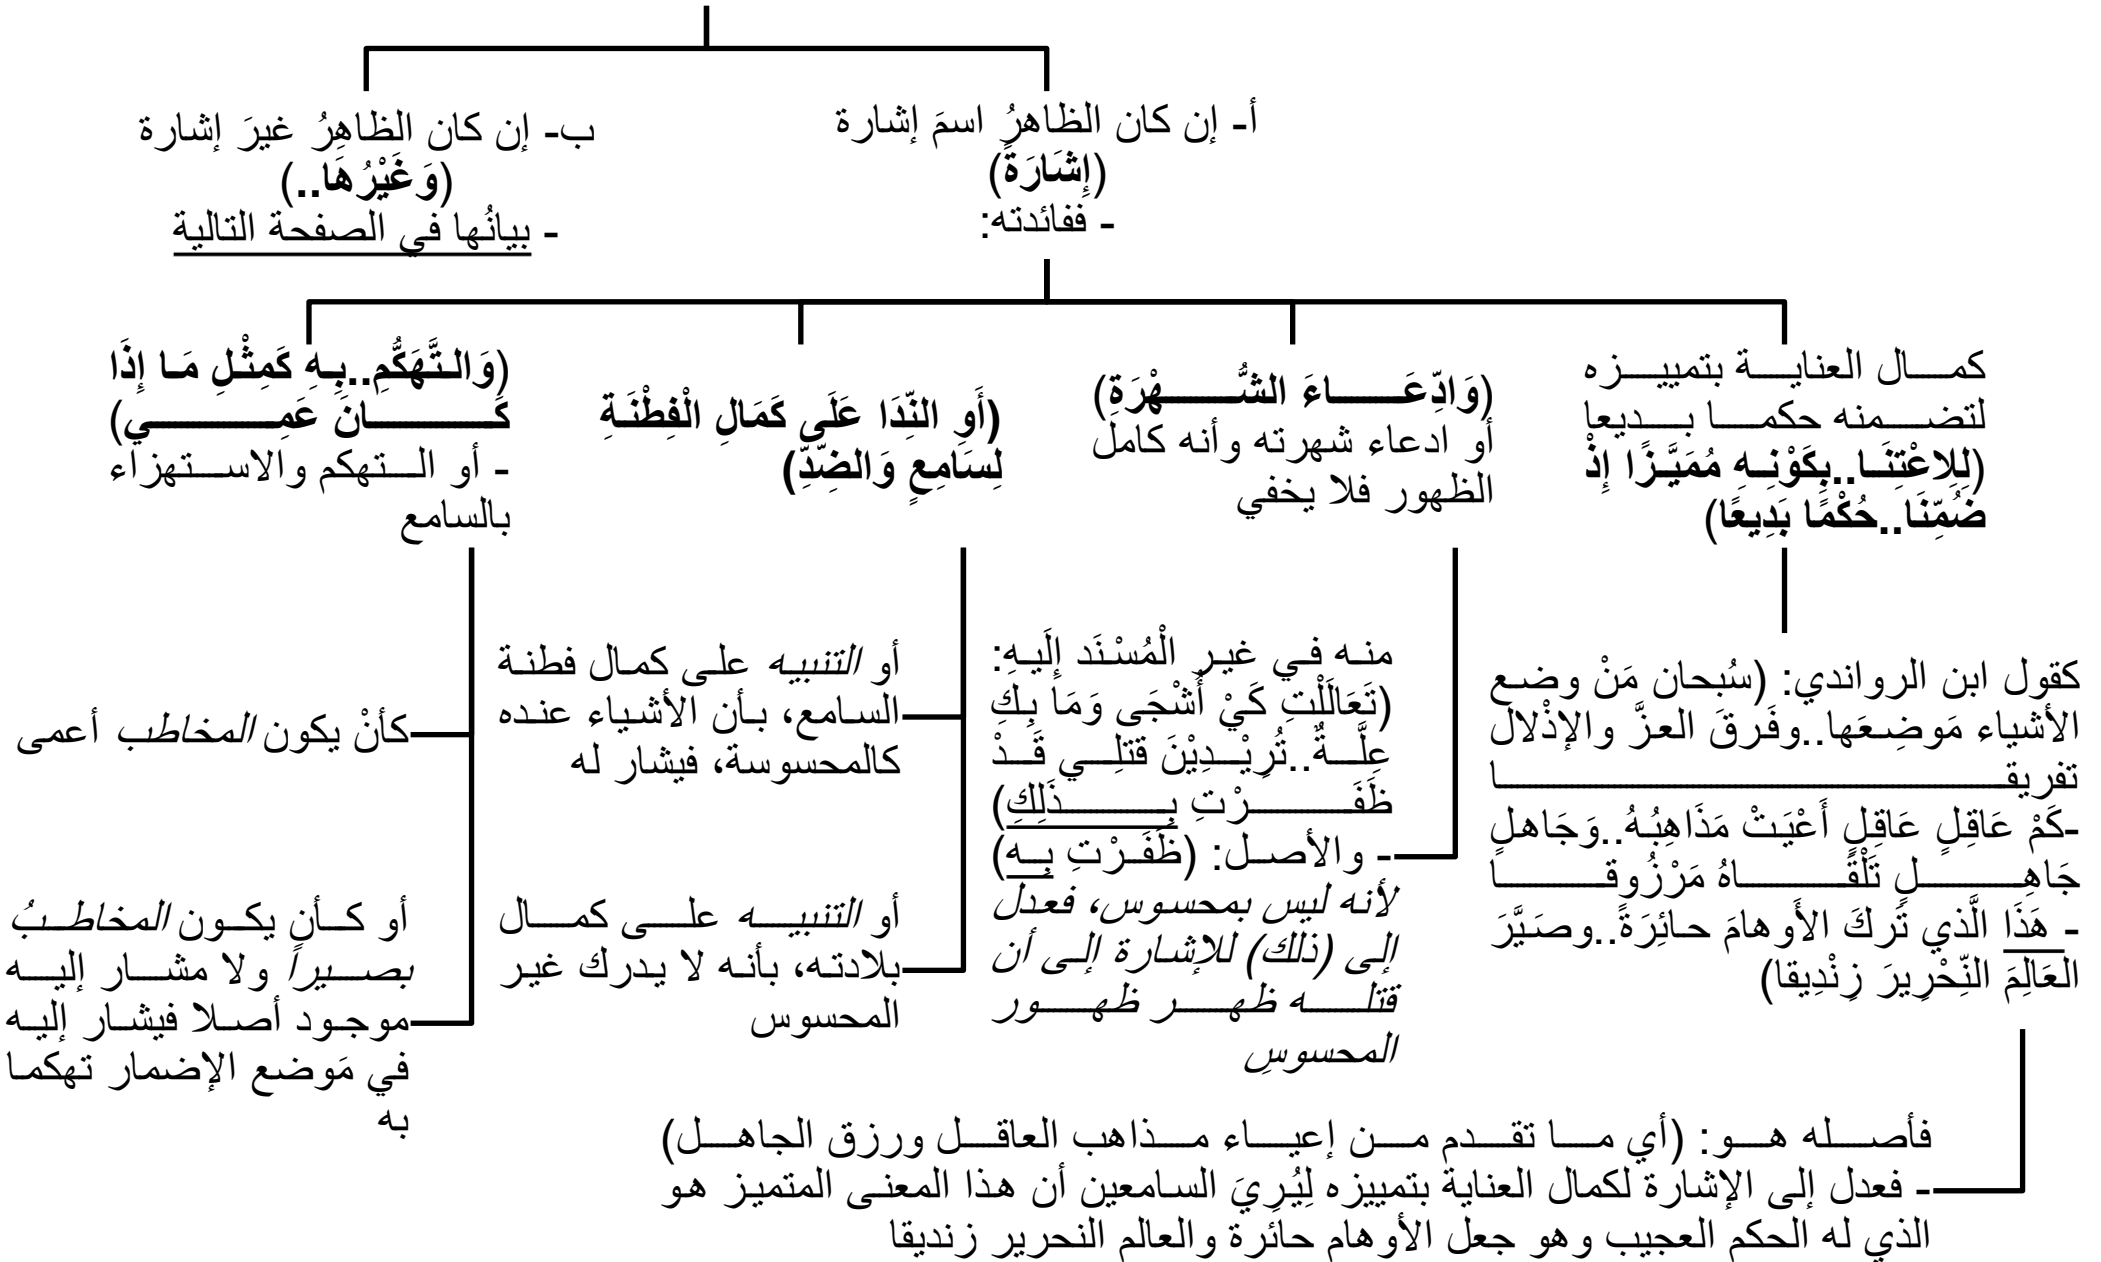 أ- إن كان الظاهرُ اسمَ إشارة
(إِشَارَةً)
- ففائدته:
ب- إن كان الظاهِرُ غيرَ إشارة
(وَغَيْرُهَا..)
- بيانُها في الصفحة التالية
كمال العناية بتمييزه
لتضمنه حكما بديعا
(لِلِاعْتِنَا..بِكَوْنِهِ مُمَيَّزًا إِذْ
ضُمِّنَا..حُكْمًا بَدِيعًا)
(وَادِّعَاءَ الشُّهْرَةِ)
أو ادعاء شهرته وأنه كامل
الظهور فلا يخفي
(أَوِ النِّدَا عَلَى كَمَالِ الْفِطْنَةِ
لِسَامِعٍ وَالضِّدِّ)
(وَالتَّهَكُّمِ..بِهِ كَمِثْلِ مَا إِذَا
كَانَ عَمِي)
- أو التهكم والاستهزاء
بالسامع
كقول ابن الرواندي: (سُبحان مَنْ وضع
الأشياء مَوضِعَها..وفَرقَ العزَّ والإذْلال
تفريقا
-كَمْ عَاقِلٍ عَاقِلٍ أَعْيَتْ مَذَاهِبُهُ..وَجَاهلٍ
جَاهِلٍ تَلْقَاهُ مَرْزُوقًا
- هَذَا الَّذي تَركَ الأَوهامَ حائِرَةً..وصَيَّرَ
العَالِمَ النِّحْرِيرَ زِنْدِيقا)
منه في غير الْمُسْنَد إِلَيهِ:
(تَعَالَلْتِ كَيْ أَشْجَى وَمَا بِكِ
عِلَّةٌ..تُرِيْدِيْنَ قتلِي قَدْ
ظَفَرْتِ بِذَلِكِ)
- والأصل: (ظَفَرْتِ بِهِ)
لأنه ليس بمحسوس، فعدل
إلى (ذلك) للإشارة إلى أن
قتله ظهر ظهور
المحسوسِ
أو التنبيه على كمال فطنة
السامع، بأن الأشياء عنده
كالمحسوسة، فيشار له
أو التنبيه على كمال
بلادته، بأنه لا يدرك غير
المحسوس
كأنْ يكون المخاطب أعمى
أو كأنِ يكون المخاطبُ
بصيراً ولا مشار إليه
موجود أصلا فيشار إليه
في مَوضع الإضمار تهكما
به
فأصله هو: (أي ما تقدم من إعياء مذاهب العاقل ورزق الجاهل)
- فعدل إلى الإشارة لكمال العناية بتمييزه لِيُرِيَ السامعين أن هذا المعنى المتميز هو
الذي له الحكم العجيب وهو جعل الأوهام حائرة والعالم النحرير زنديقا